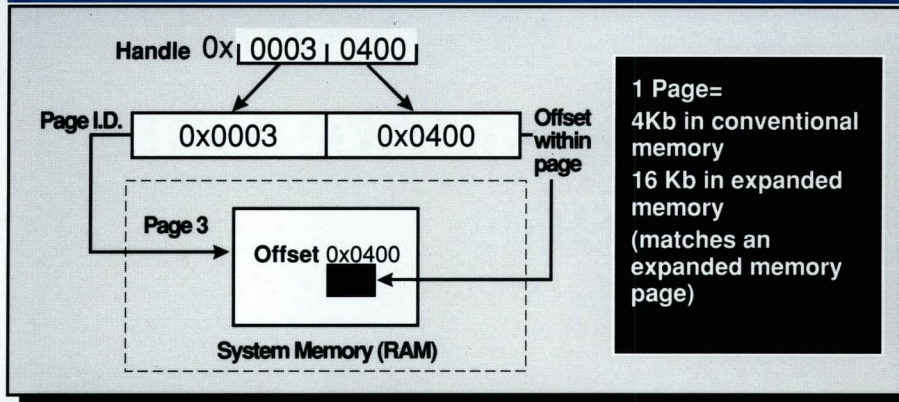 Handle 0x 0003 0400
Page I.D.
0x0003 0x0400
Offset
within
page
Page 3
Offset 0x0400
System Memory (RAM)
1 Page=
4Kb in conventional
memory
16 Kb in expanded
memory
(matches an
expanded memory
page)